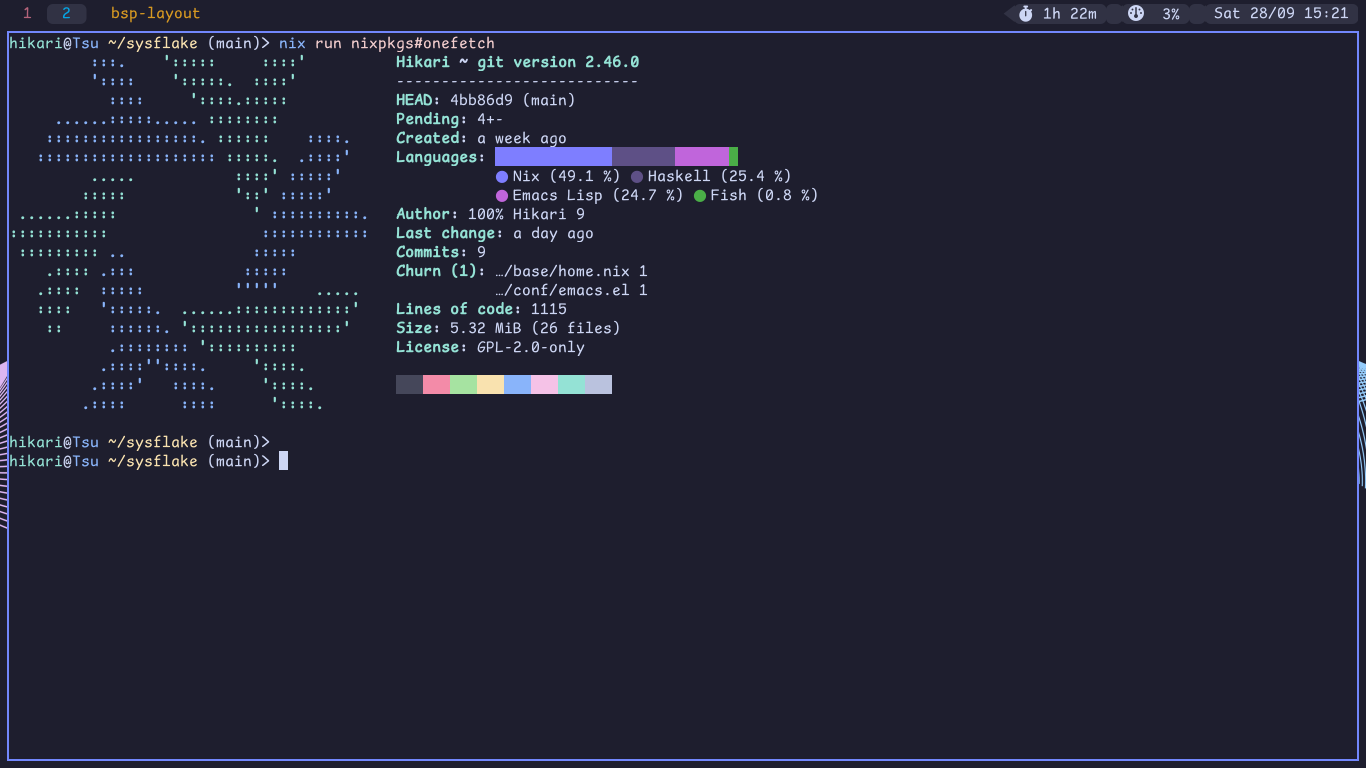 1 2 bsp-layout 1h 22m 3% Sat 28/09 15:21
hikari@Tsu ~/sysflake (main)> nix run nixpkgs#onefetch
Hikari ~ git version 2.46.0
---------------------------
HEAD: 4bb86d9 (main)
Pending: 4+-
Created: a week ago
Languages:
Nix (49.1 %) Haskell (25.4 %)
Emacs Lisp (24.7 %) Fish (0.8 %)
Author: 100% Hikari 9
Last change: a day ago
Commits: 9
Churn (1): …/base/home.nix 1
…/conf/emacs.el 1
Lines of code: 1115
Size: 5.32 MiB (26 files)
License: GPL-2.0-only
hikari@Tsu ~/sysflake (main)>
hikari@Tsu ~/sysflake (main)>